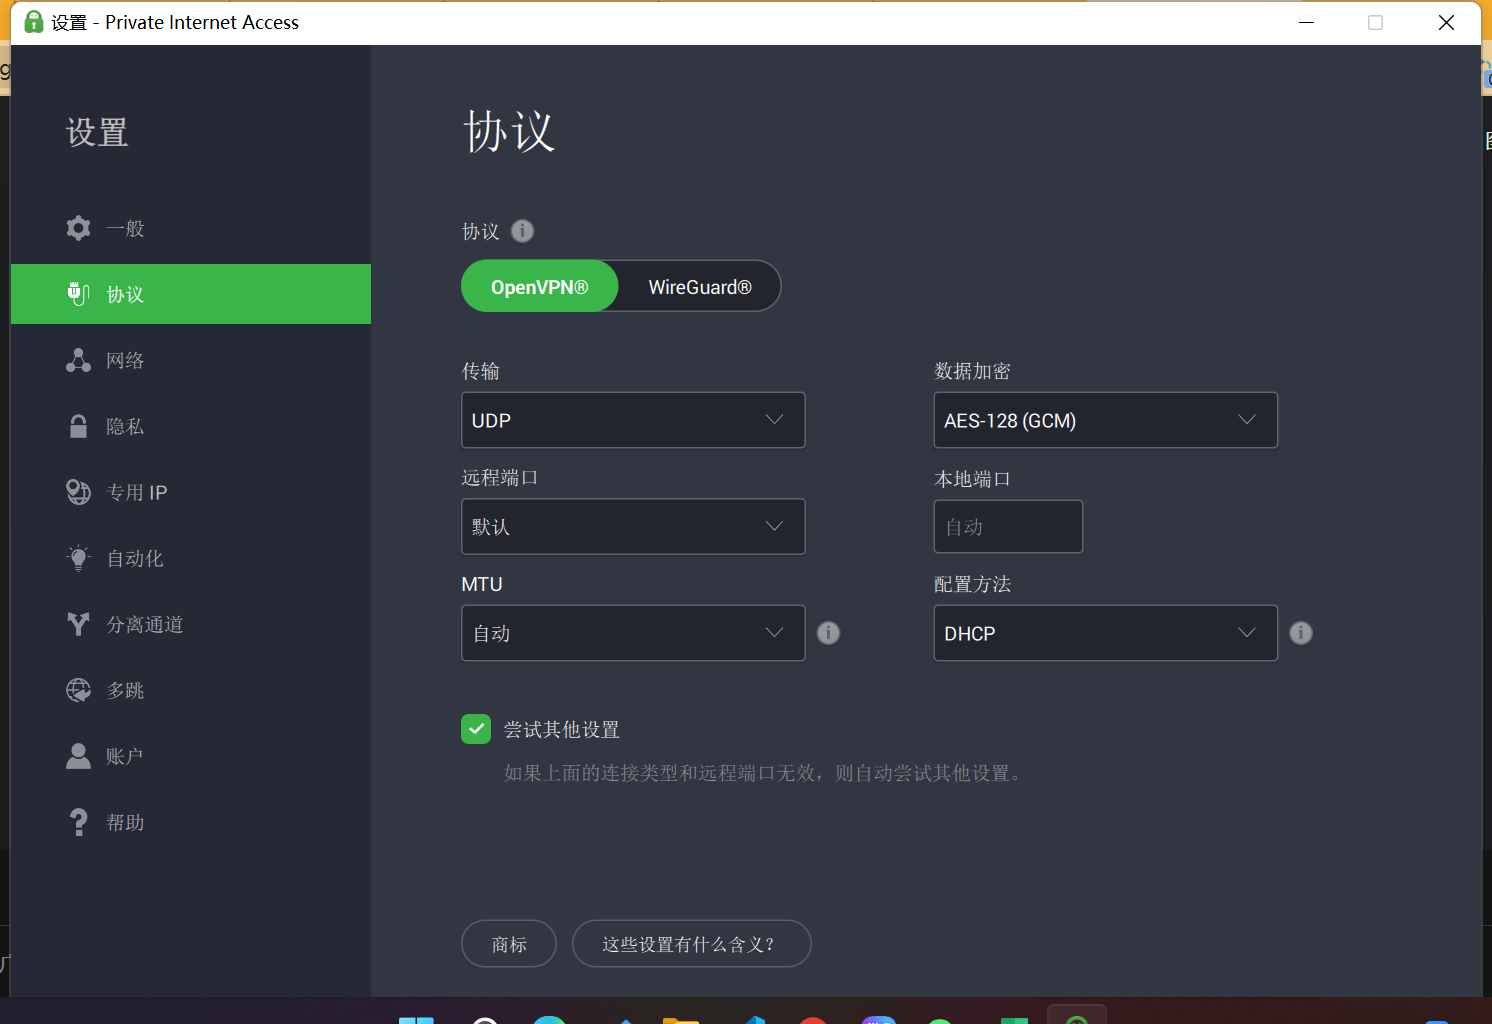 设置 - Private Internet Access
设置
一般
协议
网络
隐私
专用 IP
自动化
分离通道
多跳
账户
帮助
协议
协议
OpenVPN®
WireGuard®
传输
数据加密
UDP
AES-128 (GCM)
远程端口
本地端口
默认
自动
MTU
配置方法
自动
DHCP
尝试其他设置
如果上面的连接类型和远程端口无效，则自动尝试其他设置。
商标
这些设置有什么含义？